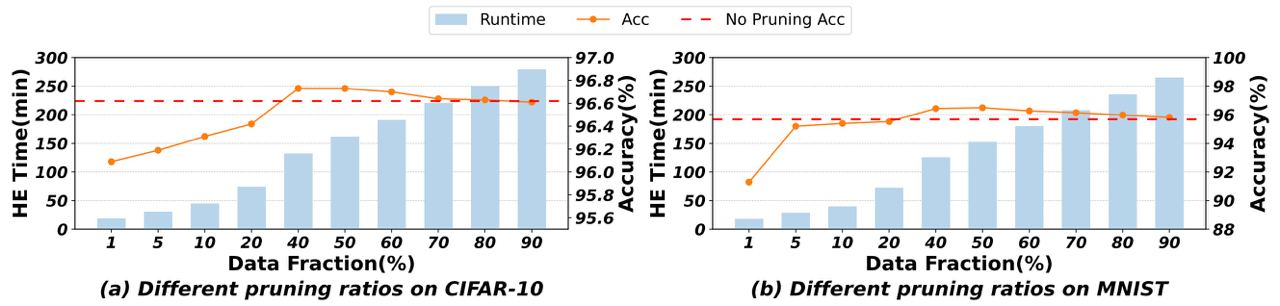 Runtime Acc No Pruning Acc
HE Time(min)
300
250
200
150
100
50
0
97.0
96.8
96.6
96.4
96.2
96.0
95.8
95.6
Accuracy(%)
1 5 10 20 40 50 60 70 80 90
Data Fraction(%)
(a) Different pruning ratios on CIFAR-10
HE Time(min)
300
250
200
150
100
50
0
100
98
96
94
92
90
88
Accuracy(%)
1 5 10 20 40 50 60 70 80 90
Data Fraction(%)
(b) Different pruning ratios on MNIST